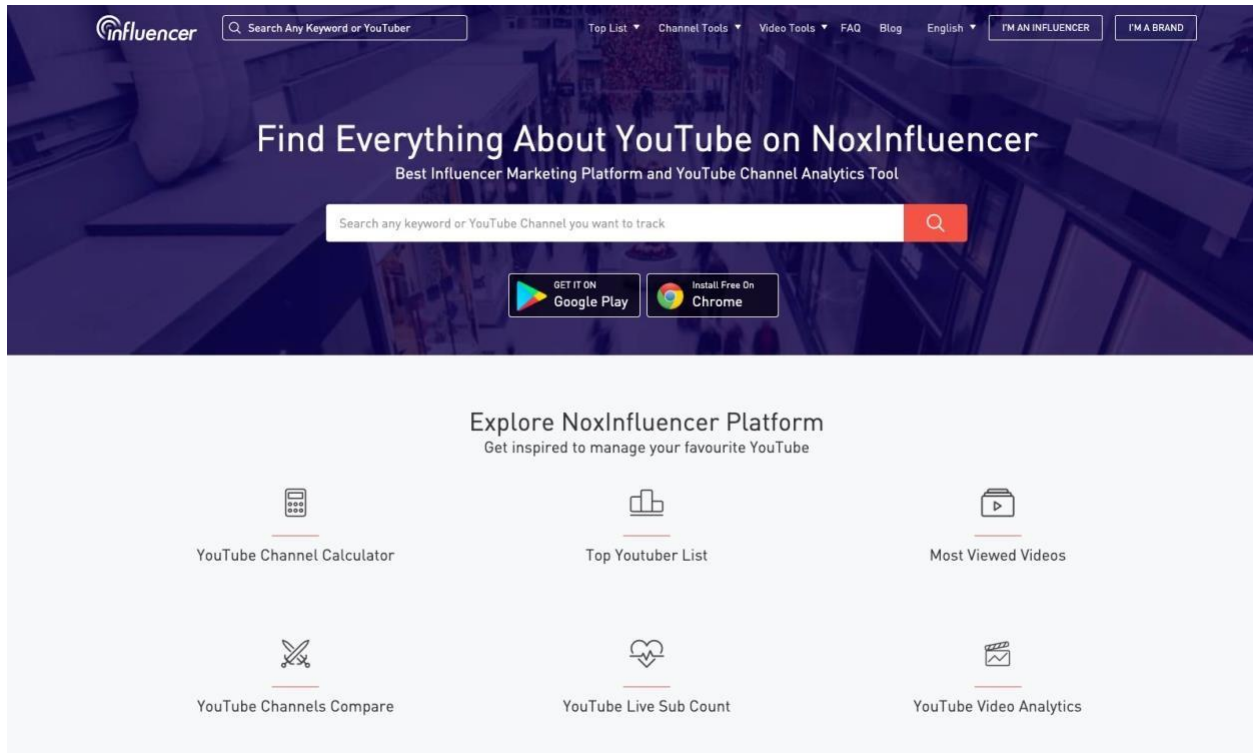 influencer
Search Any Keyword or YouTuber
Top List
Channel Tools
Video Tools
FAQ
Blog
English
I'M AN INFLUENCER
I'M A BRAND
Find Everything About YouTube on NoxInfluencer
Best Influencer Marketing Platform and YouTube Channel Analytics Tool
Search any keyword or YouTube Channel you want to track
GET IT ON
Google Play
Install Free On
Chrome
Explore NoxInfluencer Platform
Get inspired to manage your favourite YouTube
YouTube Channel Calculator
Top Youtuber List
Most Viewed Videos
YouTube Channels Compare
YouTube Live Sub Count
YouTube Video Analytics